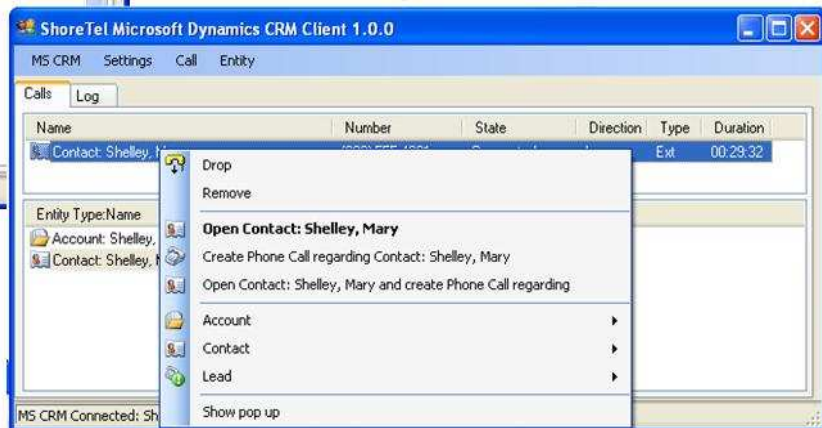 ShoreTel Microsoft Dynamics CRM Client 1.0.0
MS CRM Settings Call Entity
Calls Log
Name Number State Direction Type Duration
Contact: Shelley, Ext 00:29:32
Drop
Remove
Entity Type:Name
Account: Shelley,
Contact: Shelley,
Open Contact: Shelley, Mary
Create Phone Call regarding Contact: Shelley, Mary
Open Contact: Shelley, Mary and create Phone Call regarding
Account
Contact
Lead
Show pop up
MS CRM Connected: Sh